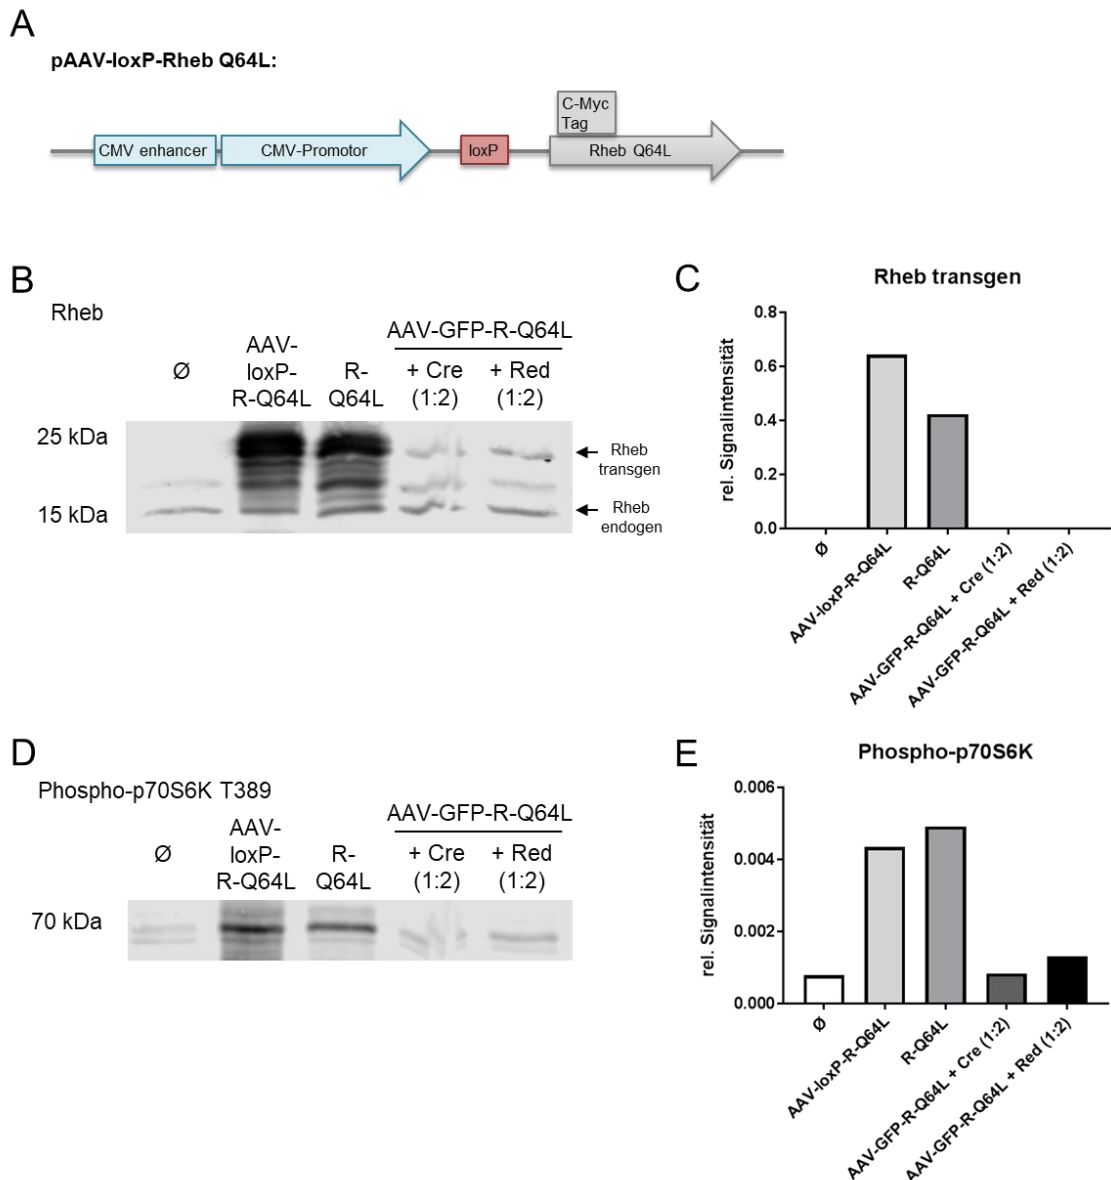 A
pAAV-loxP-Rheb Q64L:
CMV enhancer
CMV-Promotor
loxP
C-Myc
Tag
Rheb Q64L
B
Rheb
Ø
AAV-
loxP-
R-Q64L
R-
Q64L
AAV-GFP-R-Q64L
+ Cre
(1:2)
+ Red
(1:2)
25 kDa
15 kDa
Rheb
transgen
Rheb
endogen
C
Rheb transgen
rel. Signalintensität
0.8
0.6
0.4
0.2
0.0
Ø
AAV-loxP-R-Q64L
R-Q64L
AAV-GFP-R-Q64L + Cre (1:2)
AAV-GFP-R-Q64L + Red (1:2)
D
Phospho-p70S6K T389
Ø
AAV-
loxP-
R-Q64L
R-
Q64L
AAV-GFP-R-Q64L
+ Cre
(1:2)
+ Red
(1:2)
70 kDa
E
Phospho-p70S6K
rel. Signalintensität
0.006
0.004
0.002
0.000
Ø
AAV-loxP-R-Q64L
R-Q64L
AAV-GFP-R-Q64L + Cre (1:2)
AAV-GFP-R-Q64L + Red (1:2)